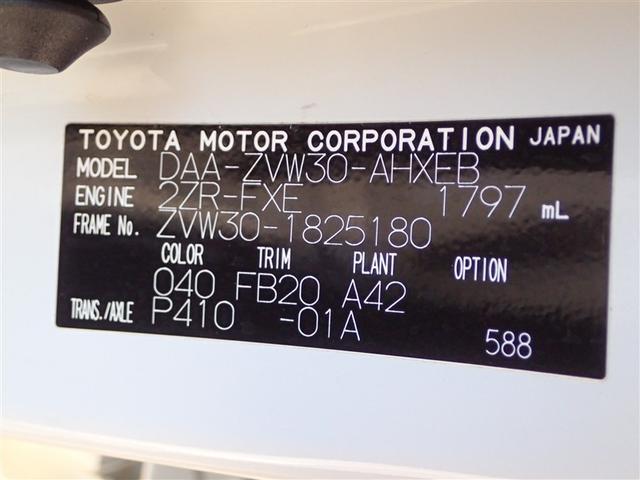 TOYOTA MOTOR CORPORATION JAPAN
MODEL DAA-ZVW30-AHXEB
ENGINE 2ZR-FXE 1797 mL
FRAME No. ZVW30-1825180
COLOR TRIM PLANT OPTION
040 FB20 A42
TRANS./AXLE P410 -01A
588